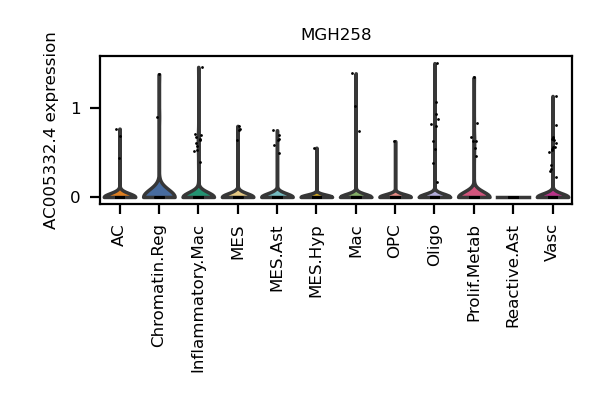 MGH258
AC005332.4 expression
1
0
AC
Chromatin.Reg
Inflammatory.Mac
MES
MES.Ast
MES.Hyp
Mac
OPC
Oligo
Prolif.Metab
Reactive.Ast
Vasc